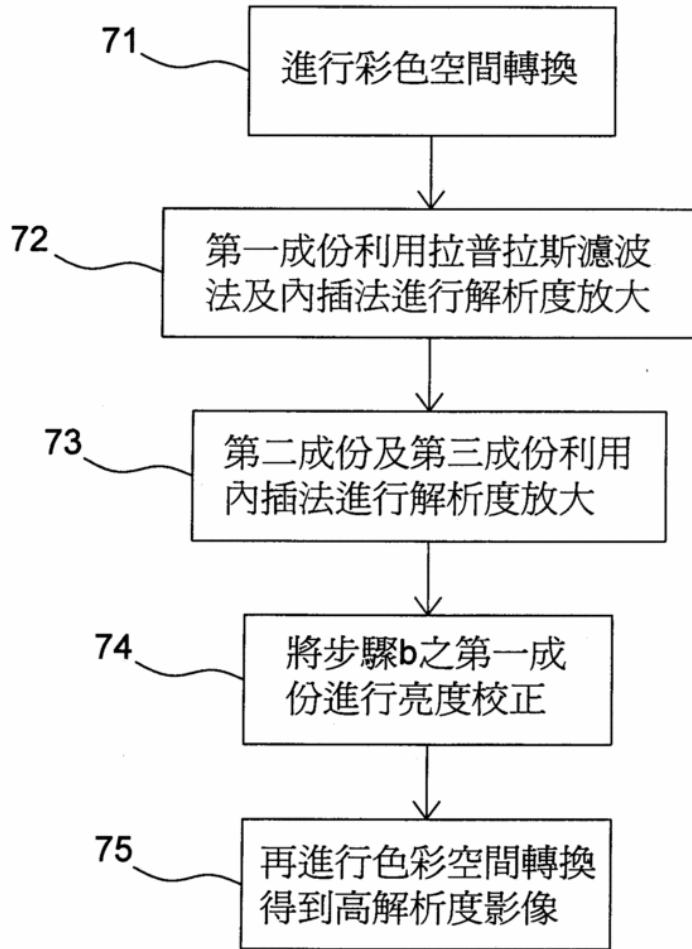 71
進行彩色空間轉換
72
第一成份利用拉普拉斯濾波
法及內插法進行解析度放大
73
第二成份及第三成份利用
內插法進行解析度放大
74
將步驟b之第一成
份進行亮度校正
75
再進行色彩空間轉換
得到高解析度影像